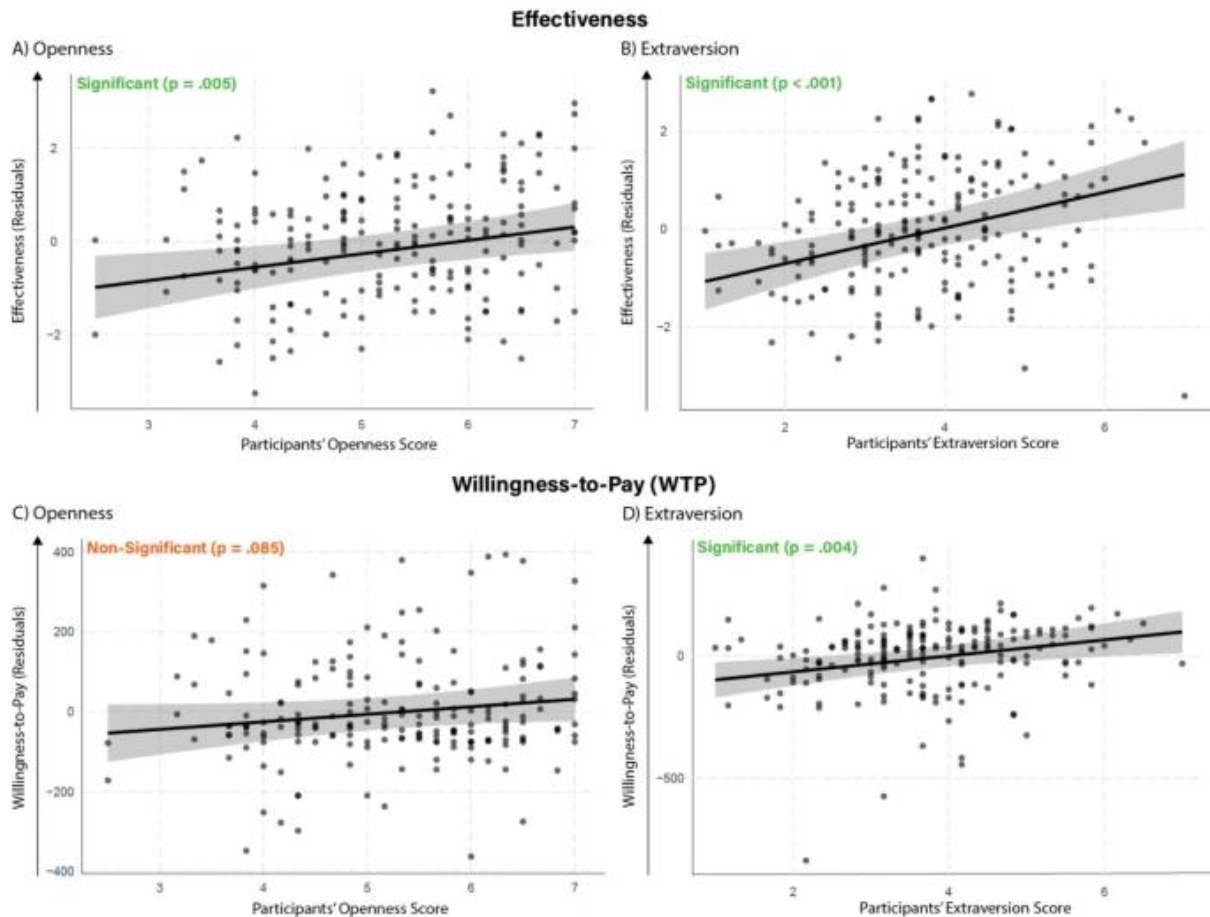 Effectiveness
A) Openness
Significant (p = .005)
Effectiveness (Residuals)
2
0
−2
3
4
5
6
7
Participants' Openness Score
B) Extraversion
Significant (p < .001)
Effectiveness (Residuals)
2
0
−2
2
4
6
Participants' Extraversion Score
Willingness-to-Pay (WTP)
C) Openness
Non-Significant (p = .085)
Willingness-to-Pay (Residuals)
400
200
0
−200
−400
3
4
5
6
7
Participants' Openness Score
D) Extraversion
Significant (p = .004)
Willingness-to-Pay (Residuals)
0
−500
2
4
6
Participants' Extraversion Score